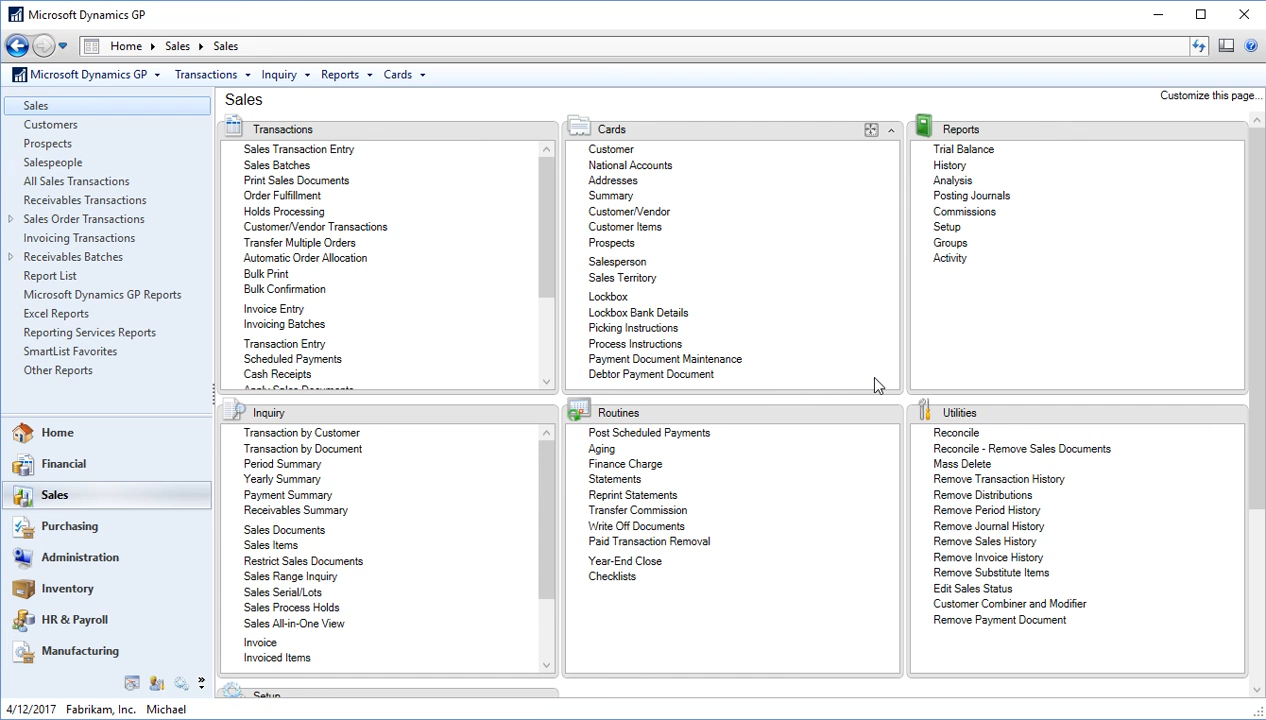 Microsoft Dynamics GP
Home Sales Sales
Microsoft Dynamics GP Transactions Inquiry Reports Cards
Sales
Customers
Prospects
Salespeople
All Sales Transactions
Receivables Transactions
Sales Order Transactions
Invoicing Transactions
Receivables Batches
Report List
Microsoft Dynamics GP Reports
Excel Reports
Reporting Services Reports
SmartList Favorites
Other Reports
Home
Financial
Sales
Purchasing
Administration
Inventory
HR & Payroll
Manufacturing
Sales
Customize this page...
Transactions
Sales Transaction Entry
Sales Batches
Print Sales Documents
Order Fulfillment
Holds Processing
Customer/Vendor Transactions
Transfer Multiple Orders
Automatic Order Allocation
Bulk Print
Bulk Confirmation
Invoice Entry
Invoicing Batches
Transaction Entry
Scheduled Payments
Cash Receipts
Apply Sales Documents
Cards
Customer
National Accounts
Addresses
Summary
Customer/Vendor
Customer Items
Prospects
Salesperson
Sales Territory
Lockbox
Lockbox Bank Details
Picking Instructions
Process Instructions
Payment Document Maintenance
Debtor Payment Document
Reports
Trial Balance
History
Analysis
Posting Journals
Commissions
Setup
Groups
Activity
Inquiry
Transaction by Customer
Transaction by Document
Period Summary
Yearly Summary
Payment Summary
Receivables Summary
Sales Documents
Sales Items
Restrict Sales Documents
Sales Range Inquiry
Sales Serial/Lots
Sales Process Holds
Sales All-in-One View
Invoice
Invoiced Items
Routines
Post Scheduled Payments
Aging
Finance Charge
Statements
Reprint Statements
Transfer Commission
Write Off Documents
Paid Transaction Removal
Year-End Close
Checklists
Utilities
Reconcile
Reconcile - Remove Sales Documents
Mass Delete
Remove Transaction History
Remove Distributions
Remove Period History
Remove Journal History
Remove Sales History
Remove Invoice History
Remove Substitute Items
Edit Sales Status
Customer Combiner and Modifier
Remove Payment Document
Setup
4/12/2017 Fabrikam, Inc. Michael